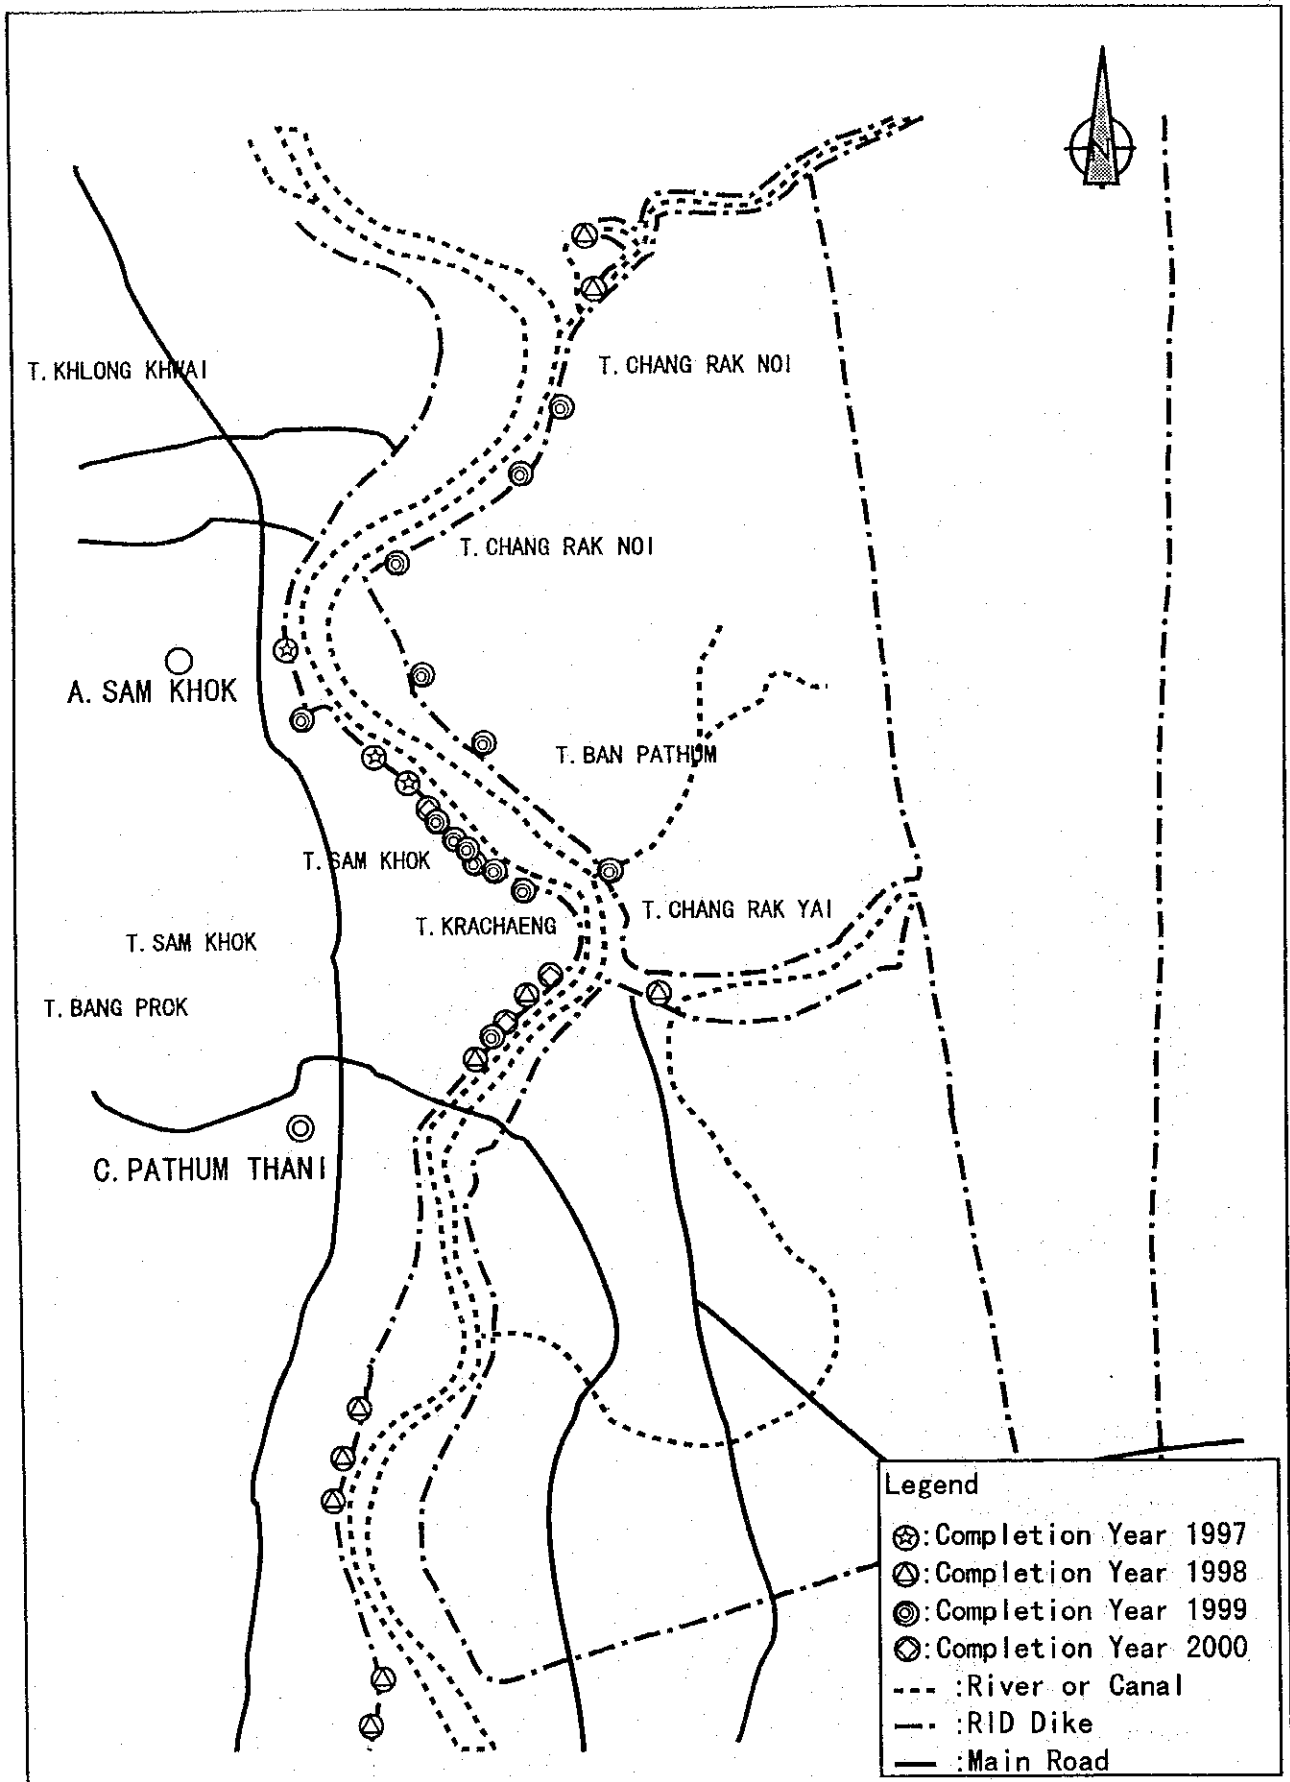 N
T. KHLONG KHWAI
T. CHANG RAK NOI
T. CHANG RAK NOI
A. SAM KHOK
T. BAN PATHUM
T. SAM KHOK
T. CHANG RAK YAI
T. KRACHAENG
T. SAM KHOK
T. BANG PROK
C. PATHUM THANI
Legend
:Completion Year 1997
:Completion Year 1998
:Completion Year 1999
:Completion Year 2000
:River or Canal
:RID Dike
:Main Road